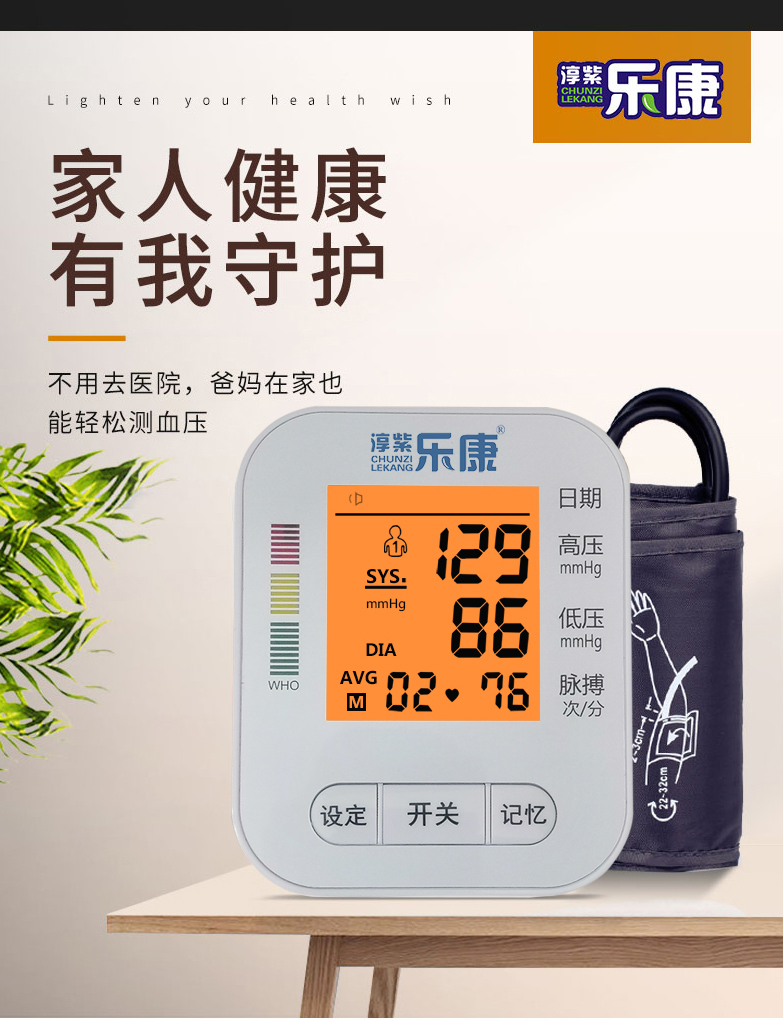 Lighten your health wish
淳紫
CHUNZI
LEKANG
乐康
家人健康
有我守护
不用去医院，爸妈在家也
能轻松测血压
淳紫
CHUNZI
LEKANG
乐康®
日期
1
129
高压
mmHg
SYS.
mmHg
86
低压
mmHg
DIA
AVG
M
02
76
脉搏
次/分
WHO
2-3cm
22-32cm
设定
开关
记忆